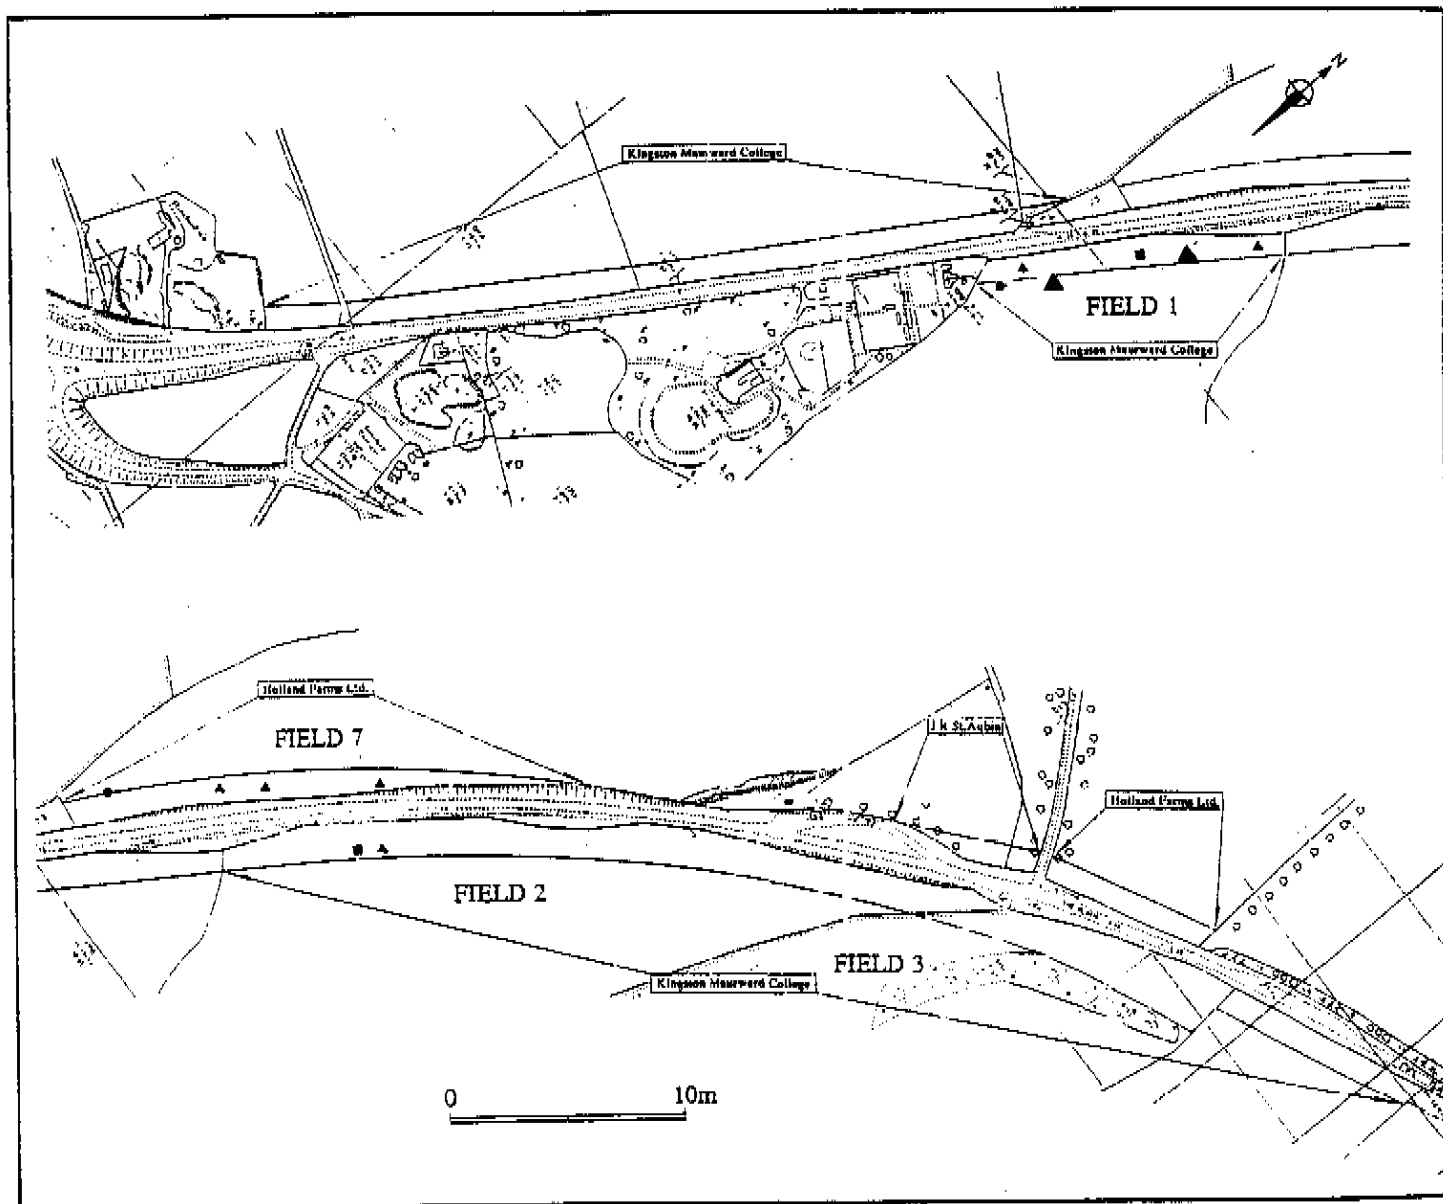 N
Kingston Maurward College
FIELD 1
Kingston Maurward College
Holland Farms Ltd.
FIELD 7
J R St.Aubin
Holland Farms Ltd.
FIELD 2
FIELD 3
Kingston Maurward College
0 10m